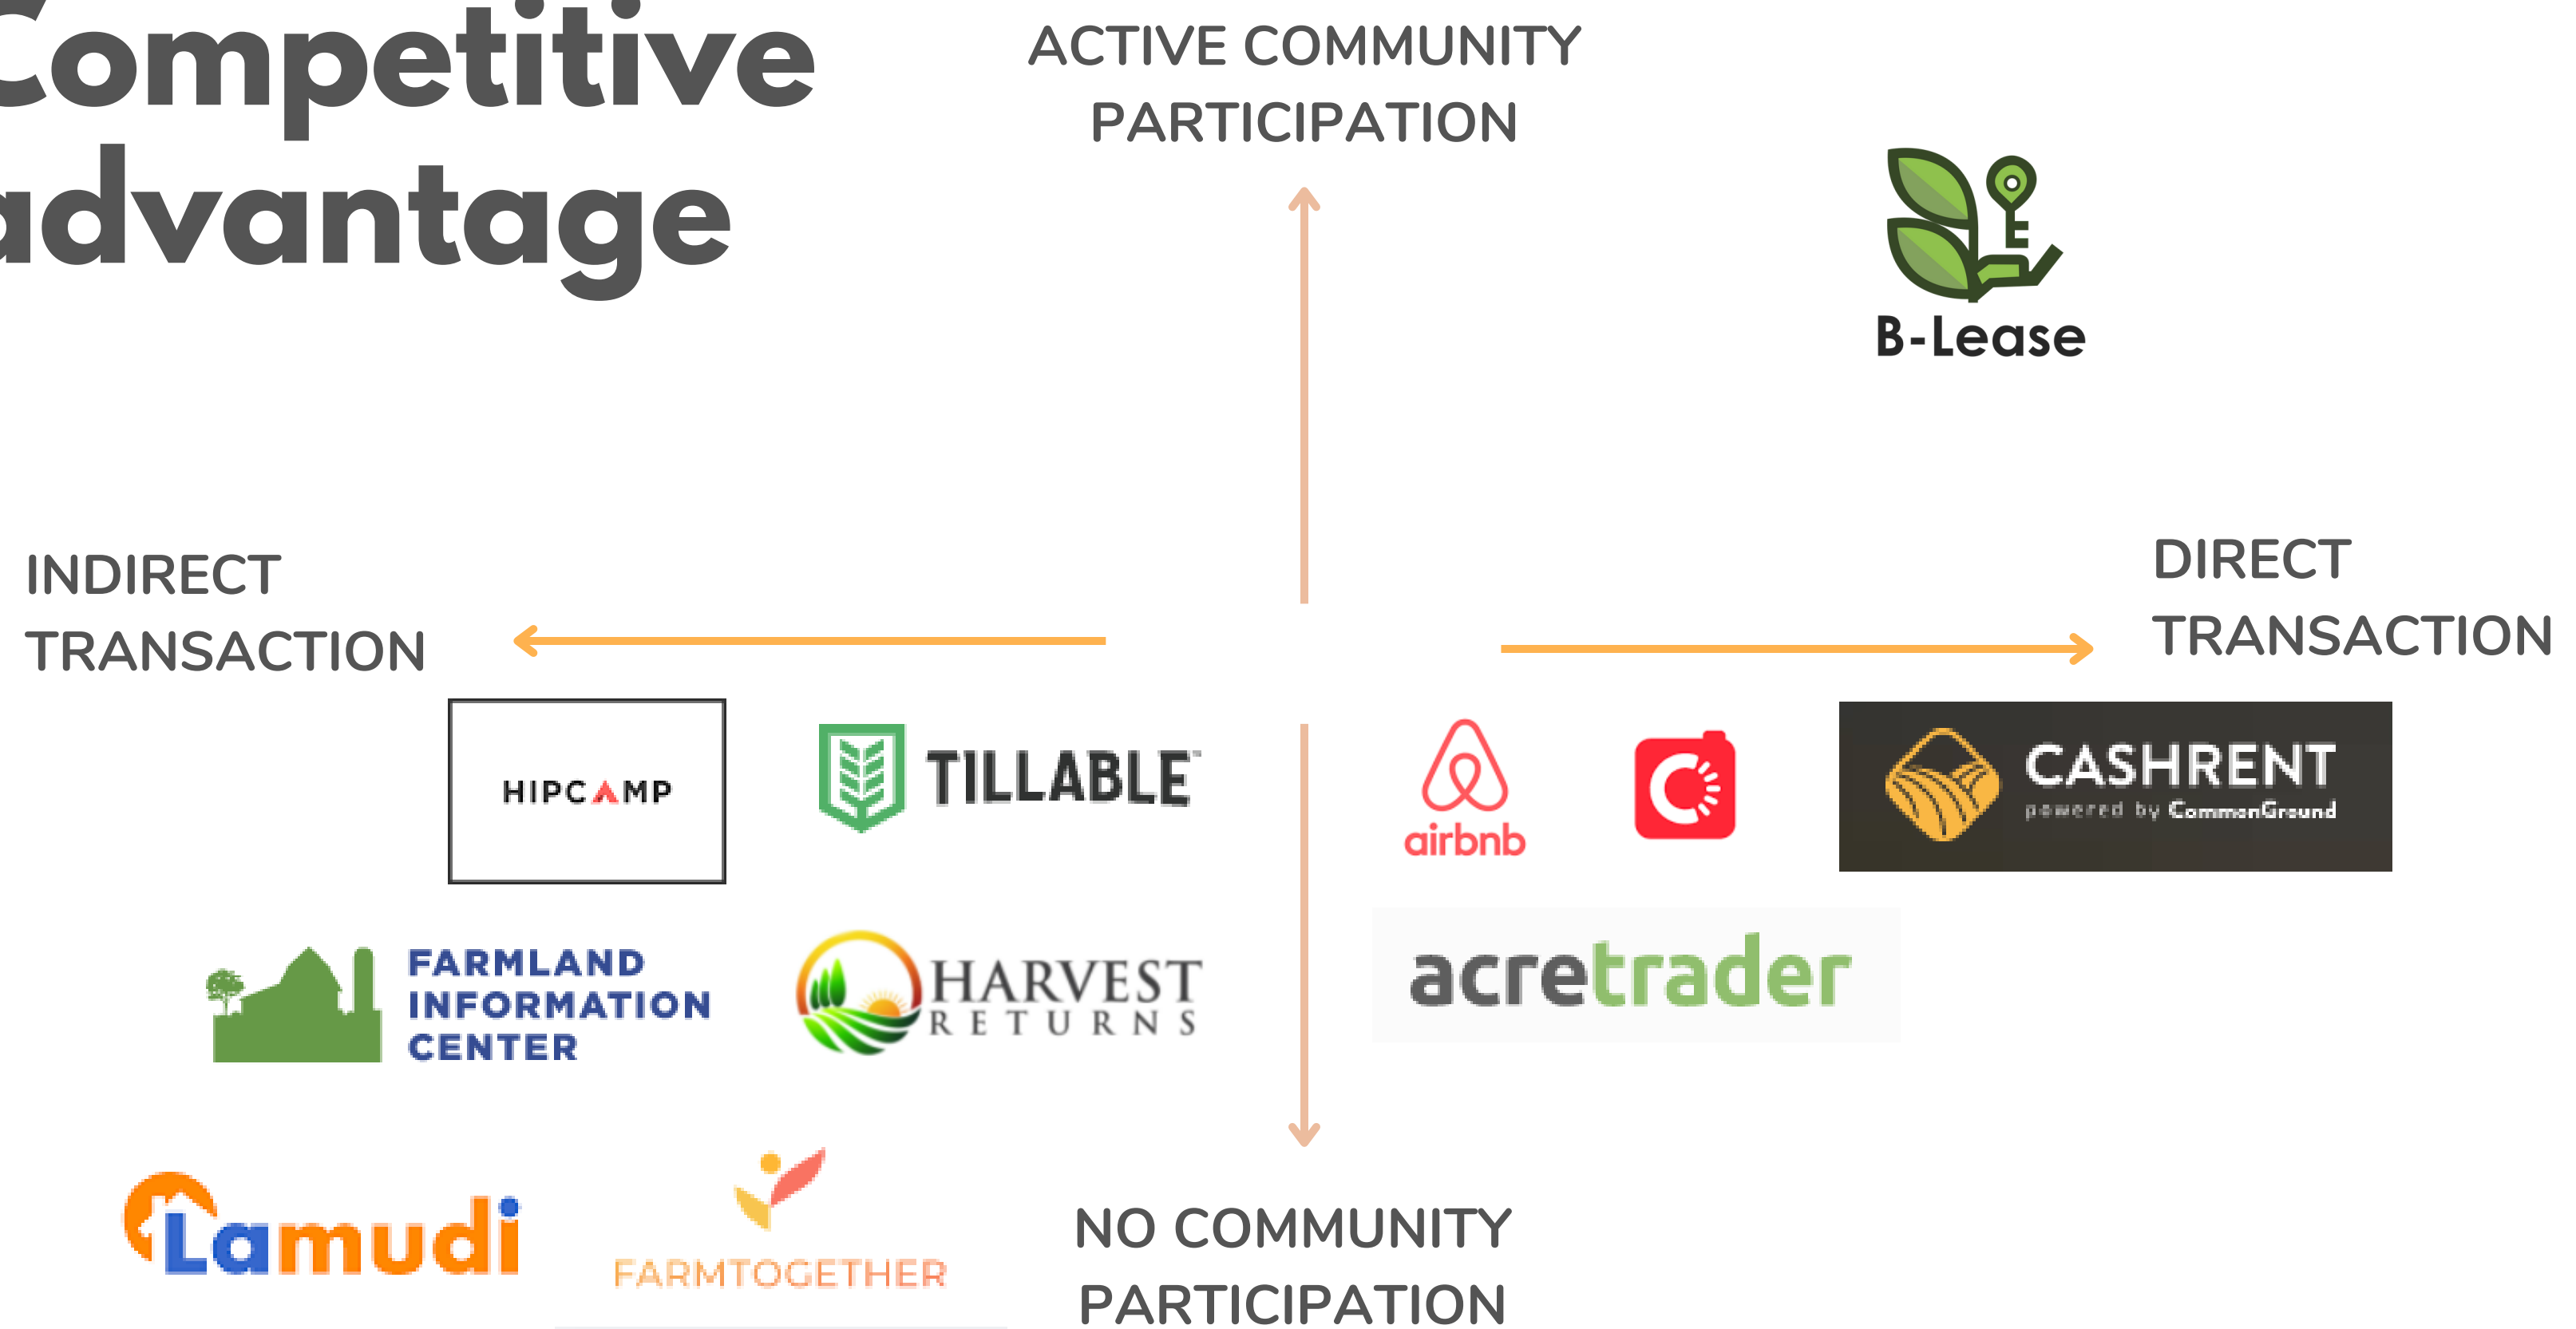 Competitive
advantage
ACTIVE COMMUNITY
PARTICIPATION
B-Lease
INDIRECT
TRANSACTION
DIRECT
TRANSACTION
HIPCAMP
TILLABLE
airbnb
CASHRENT
powered by CommonGround
FARMLAND
INFORMATION
CENTER
HARVEST
RETURNS
acretrader
Lamudi
FARMTOGETHER
NO COMMUNITY
PARTICIPATION